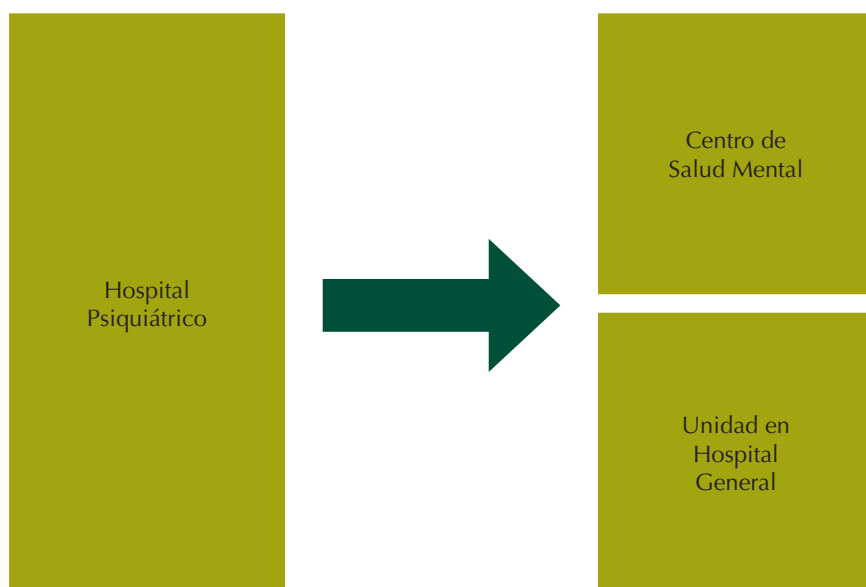 Hospital
Psiquiátrico
Centro de
Salud Mental
Unidad en
Hospital
General